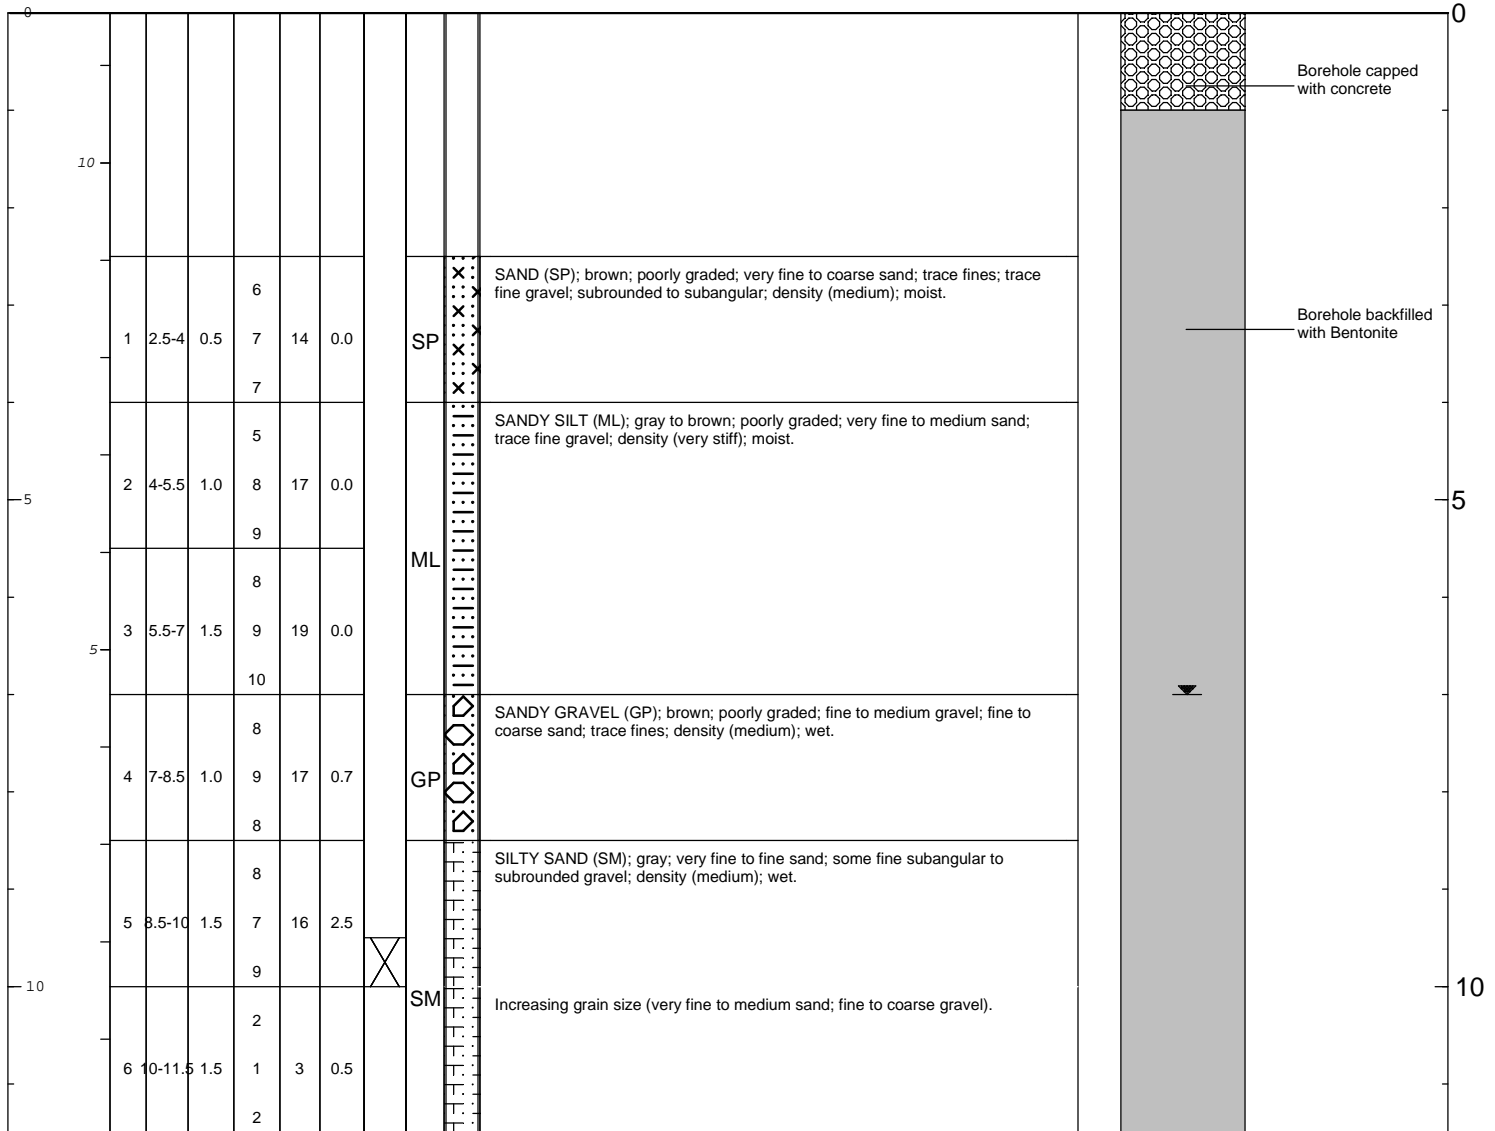 0
0
Borehole capped
with concrete
10
SAND (SP); brown; poorly graded; very fine to coarse sand; trace fines; trace
fine gravel; subrounded to subangular; density (medium); moist.
6
1 2.5-4 0.5 7 14 0.0 SP
7
Borehole backfilled
with Bentonite
SANDY SILT (ML); gray to brown; poorly graded; very fine to medium sand;
trace fine gravel; density (very stiff); moist.
5
2 4-5.5 1.0 8 17 0.0
5
5
9
ML
8
3 5.5-7 1.5 9 19 0.0
5
10
SANDY GRAVEL (GP); brown; poorly graded; fine to medium gravel; fine to
coarse sand; trace fines; density (medium); wet.
8
4 7-8.5 1.0 9 17 0.7 GP
8
SILTY SAND (SM); gray; very fine to fine sand; some fine subangular to
subrounded gravel; density (medium); wet.
8
5 8.5-10 1.5 7 16 2.5
9
10
10
SM
Increasing grain size (very fine to medium sand; fine to coarse gravel).
2
6 10-11.5 1.5 1 3 0.5
2